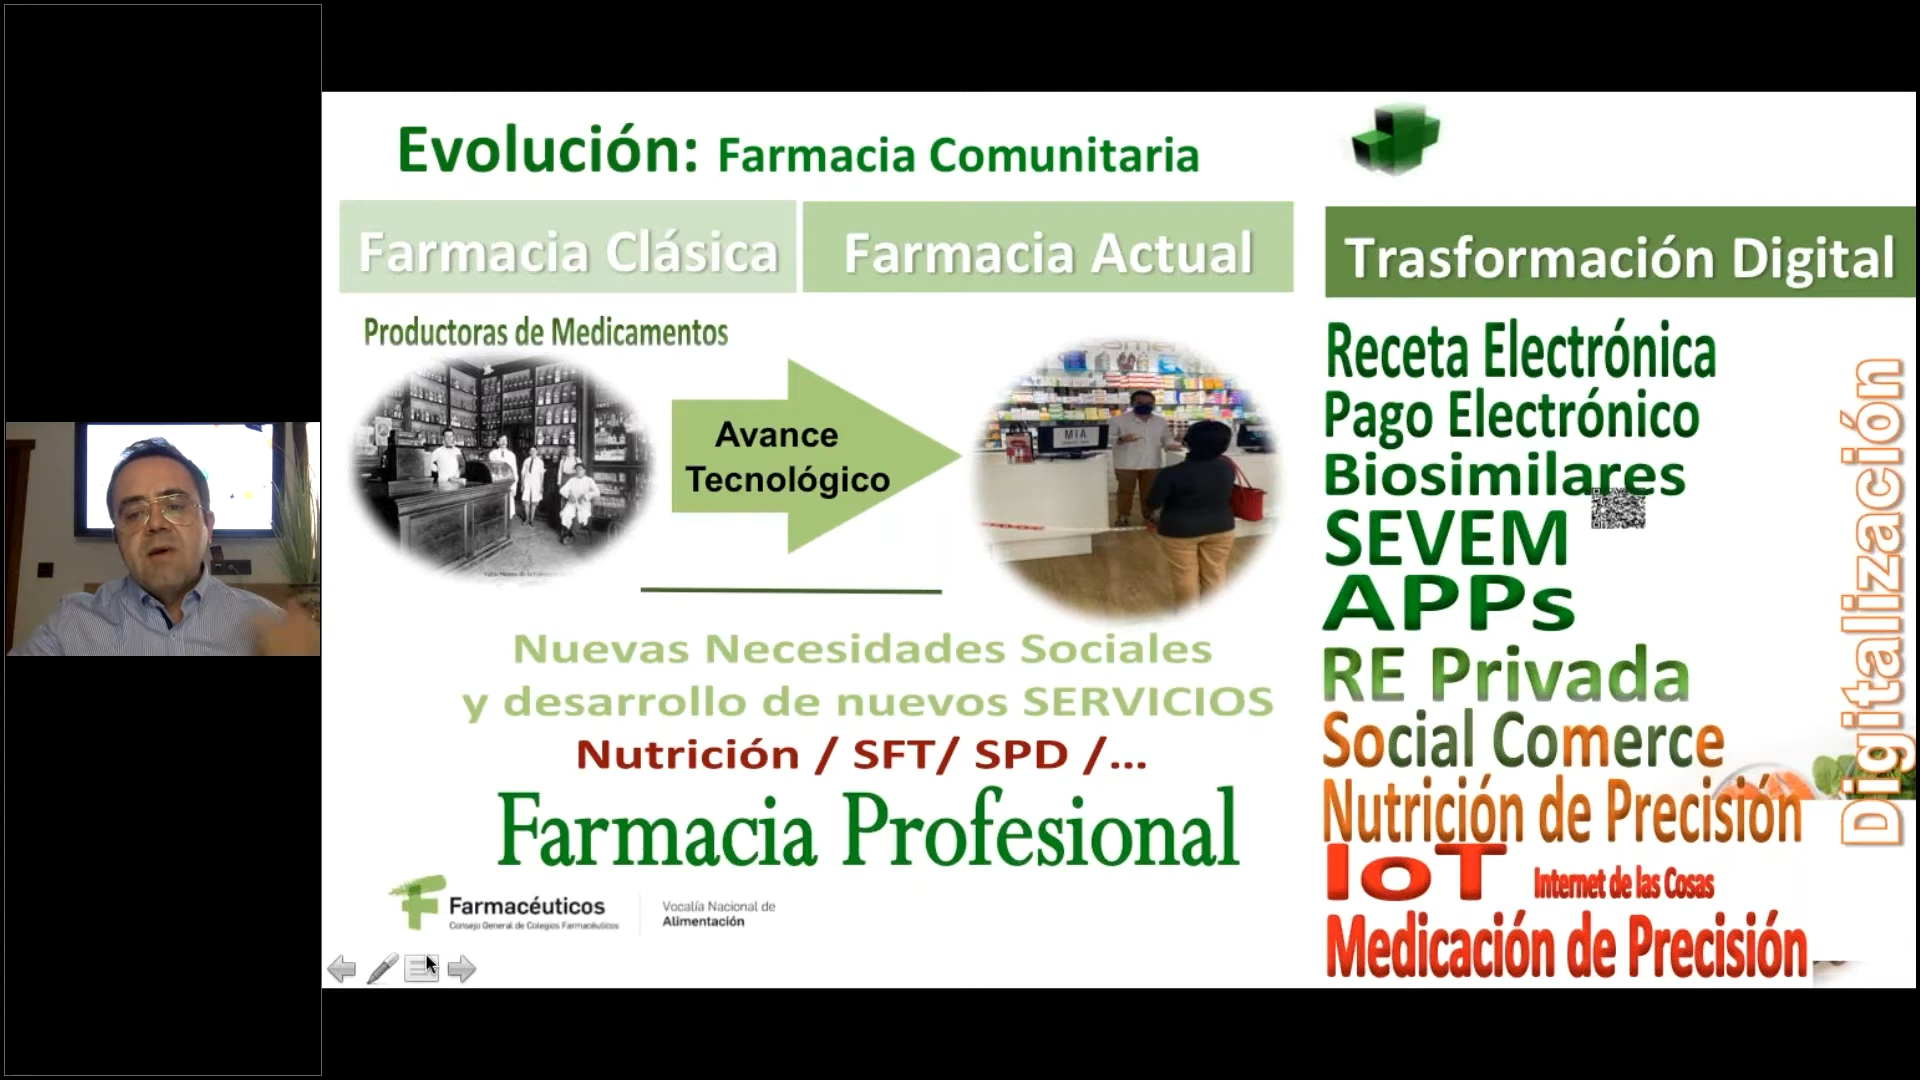 Evolución: Farmacia Comunitaria
Farmacia Clásica
Farmacia Actual
Trasformación Digital
Productoras de Medicamentos
Avance
Tecnológico
MIA
Nuevas Necesidades Sociales
y desarrollo de nuevos SERVICIOS
Nutrición / SFT/ SPD /...
Farmacia Profesional
Farmacéuticos
Consejo General de Colegios Farmacéuticos
Vocalía Nacional de
Alimentación
Receta Electrónica
Pago Electrónico
Biosimilares
SEVEM
APPs
RE Privada
Social Comerce
Nutrición de Precisión
IoT Internet de las Cosas
Medicación de Precisión
Digitalización